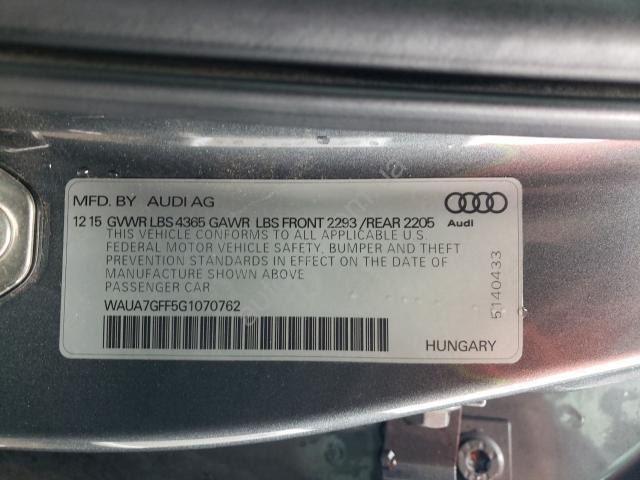 MFD. BY AUDI AG
12 15 GVWR LBS 4365 GAWR LBS FRONT 2293 /REAR 2205
THIS VEHICLE CONFORMS TO ALL APPLICABLE U S
FEDERAL MOTOR VEHICLE SAFETY, BUMPER AND THEFT
PREVENTION STANDARDS IN EFFECT ON THE DATE OF
MANUFACTURE SHOWN ABOVE
PASSENGER CAR
WAUA7GFF5G1070762
Audi
5140433
HUNGARY